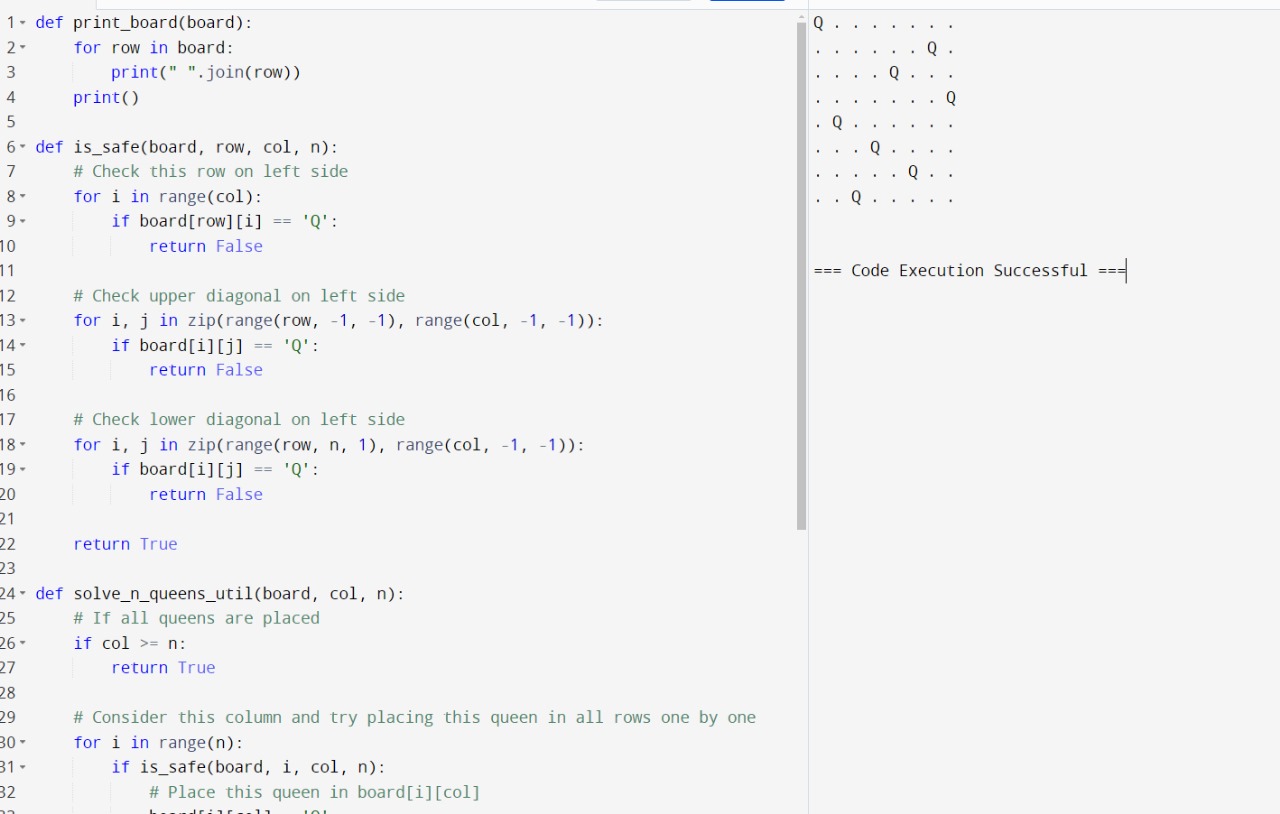 1 def print_board(board):
2     for row in board:
3         print(" ".join(row))
4     print()
5
6 def is_safe(board, row, col, n):
7     # Check this row on left side
8     for i in range(col):
9         if board[row][i] == 'Q':
10             return False
11
12     # Check upper diagonal on left side
13     for i, j in zip(range(row, -1, -1), range(col, -1, -1)):
14         if board[i][j] == 'Q':
15             return False
16
17     # Check lower diagonal on left side
18     for i, j in zip(range(row, n, 1), range(col, -1, -1)):
19         if board[i][j] == 'Q':
20             return False
21
22     return True
23
24 def solve_n_queens_util(board, col, n):
25     # If all queens are placed
26     if col >= n:
27         return True
28
29     # Consider this column and try placing this queen in all rows one by one
30     for i in range(n):
31         if is_safe(board, i, col, n):
32             # Place this queen in board[i][col]
Q . . . . . . .
. . . . . . Q .
. . . . Q . . .
. . . . . . . Q
. Q . . . . . .
. . . Q . . . .
. . . . . Q . .
. . Q . . . . .
=== Code Execution Successful ===